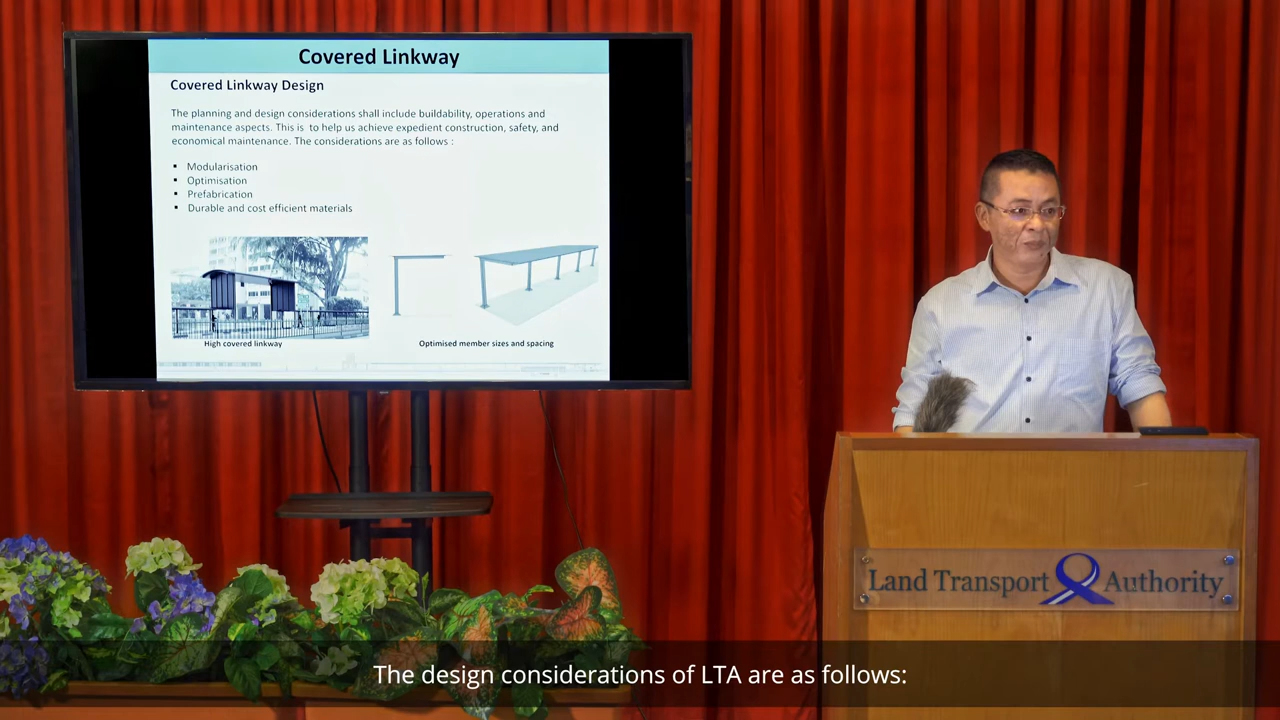 Covered Linkway
Covered Linkway Design
The planning and design considerations shall include buildability, operations and
maintenance aspects. This is to help us achieve expedient construction, safety, and
economical maintenance. The considerations are as follows :
▪ Modularisation
▪ Optimisation
▪ Prefabrication
▪ Durable and cost efficient materials
High covered linkway
Optimised member sizes and spacing
Land Transport Authority
The design considerations of LTA are as follows: